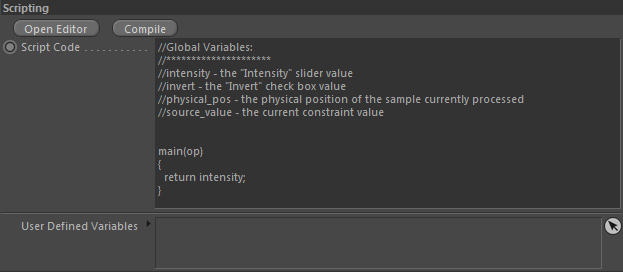 Scripting
Open Editor Compile
Script Code . . . . . . . . . . . //Global Variables:
//*********************
//intensity - the "Intensity" slider value
//invert - the "Invert" check box value
//physical_pos - the physical position of the sample currently processed
//source_value - the current constraint value
main(op)
{
return intensity;
}
User Defined Variables